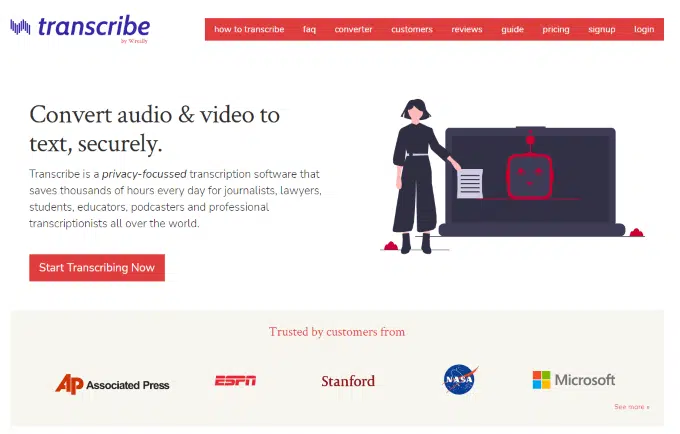 transcribe
by Wreally
how to transcribe faq converter customers reviews guide pricing signup login
Convert audio & video to
text, securely.
Transcribe is a privacy-focussed transcription software that
saves thousands of hours every day for journalists, lawyers,
students, educators, podcasters and professional
transcriptionists all over the world.
Start Transcribing Now
Trusted by customers from
AP Associated Press ESPN Stanford NASA Microsoft
See more »